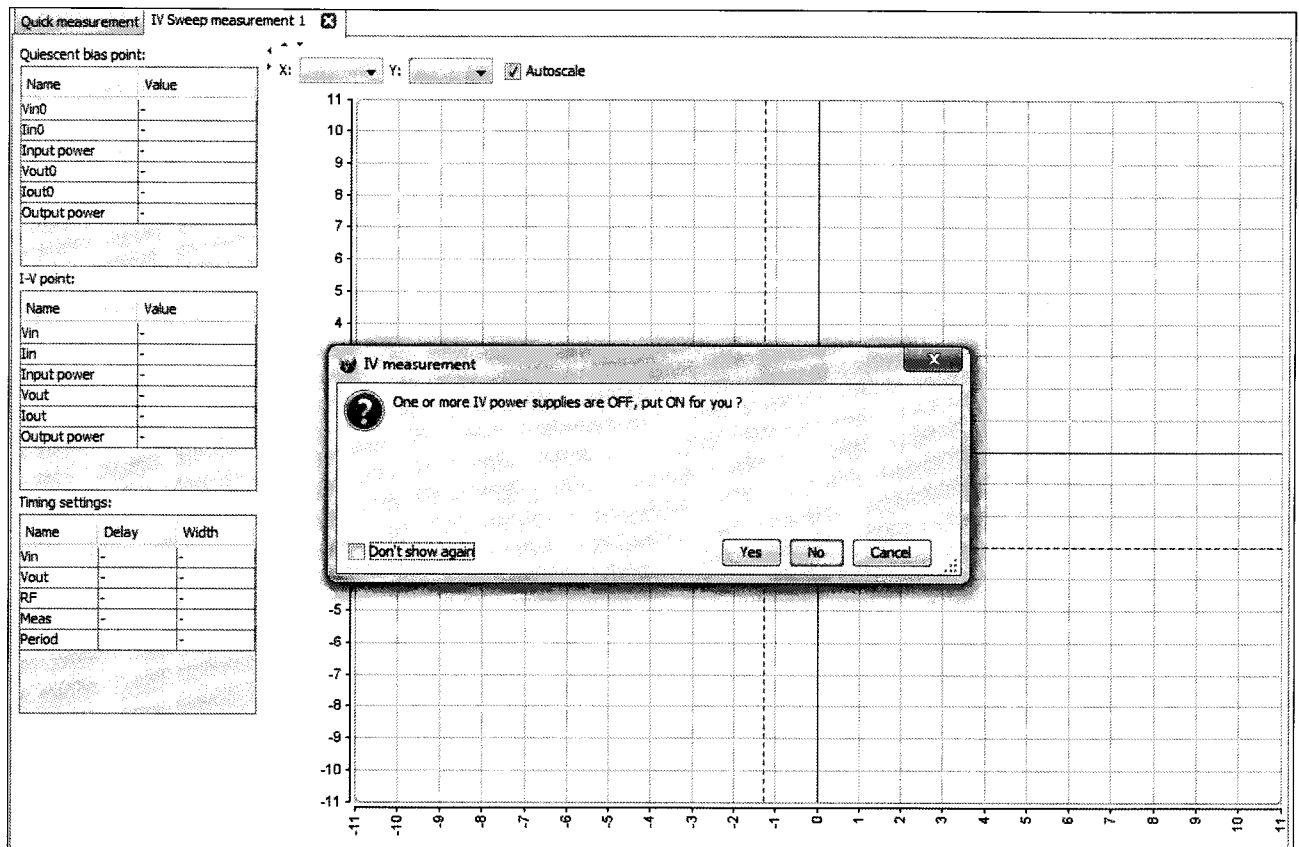 Quick measurement IV Sweep measurement 1
Quiescent bias point:
X: Y: Autoscale
Name Value
Vin0 -
Iin0 -
Input power -
Vout0 -
Iout0 -
Output power -
I-V point:
Name Value
Vin -
Iin -
Input power -
Vout -
Iout -
Output power -
Timing settings:
Name Delay Width
Vin - -
Vout - -
RF - -
Meas - -
Period -
11
10
9
8
7
6
5
4
IV measurement
One or more IV power supplies are OFF, put ON for you ?
Don't show again Yes No Cancel
-5
-6
-7
-8
-9
-10
-11
-11 -10 -9 -8 -7 -6 -5 -4 -3 -2 -1 0 1 2 3 4 5 6 7 8 9 10 11